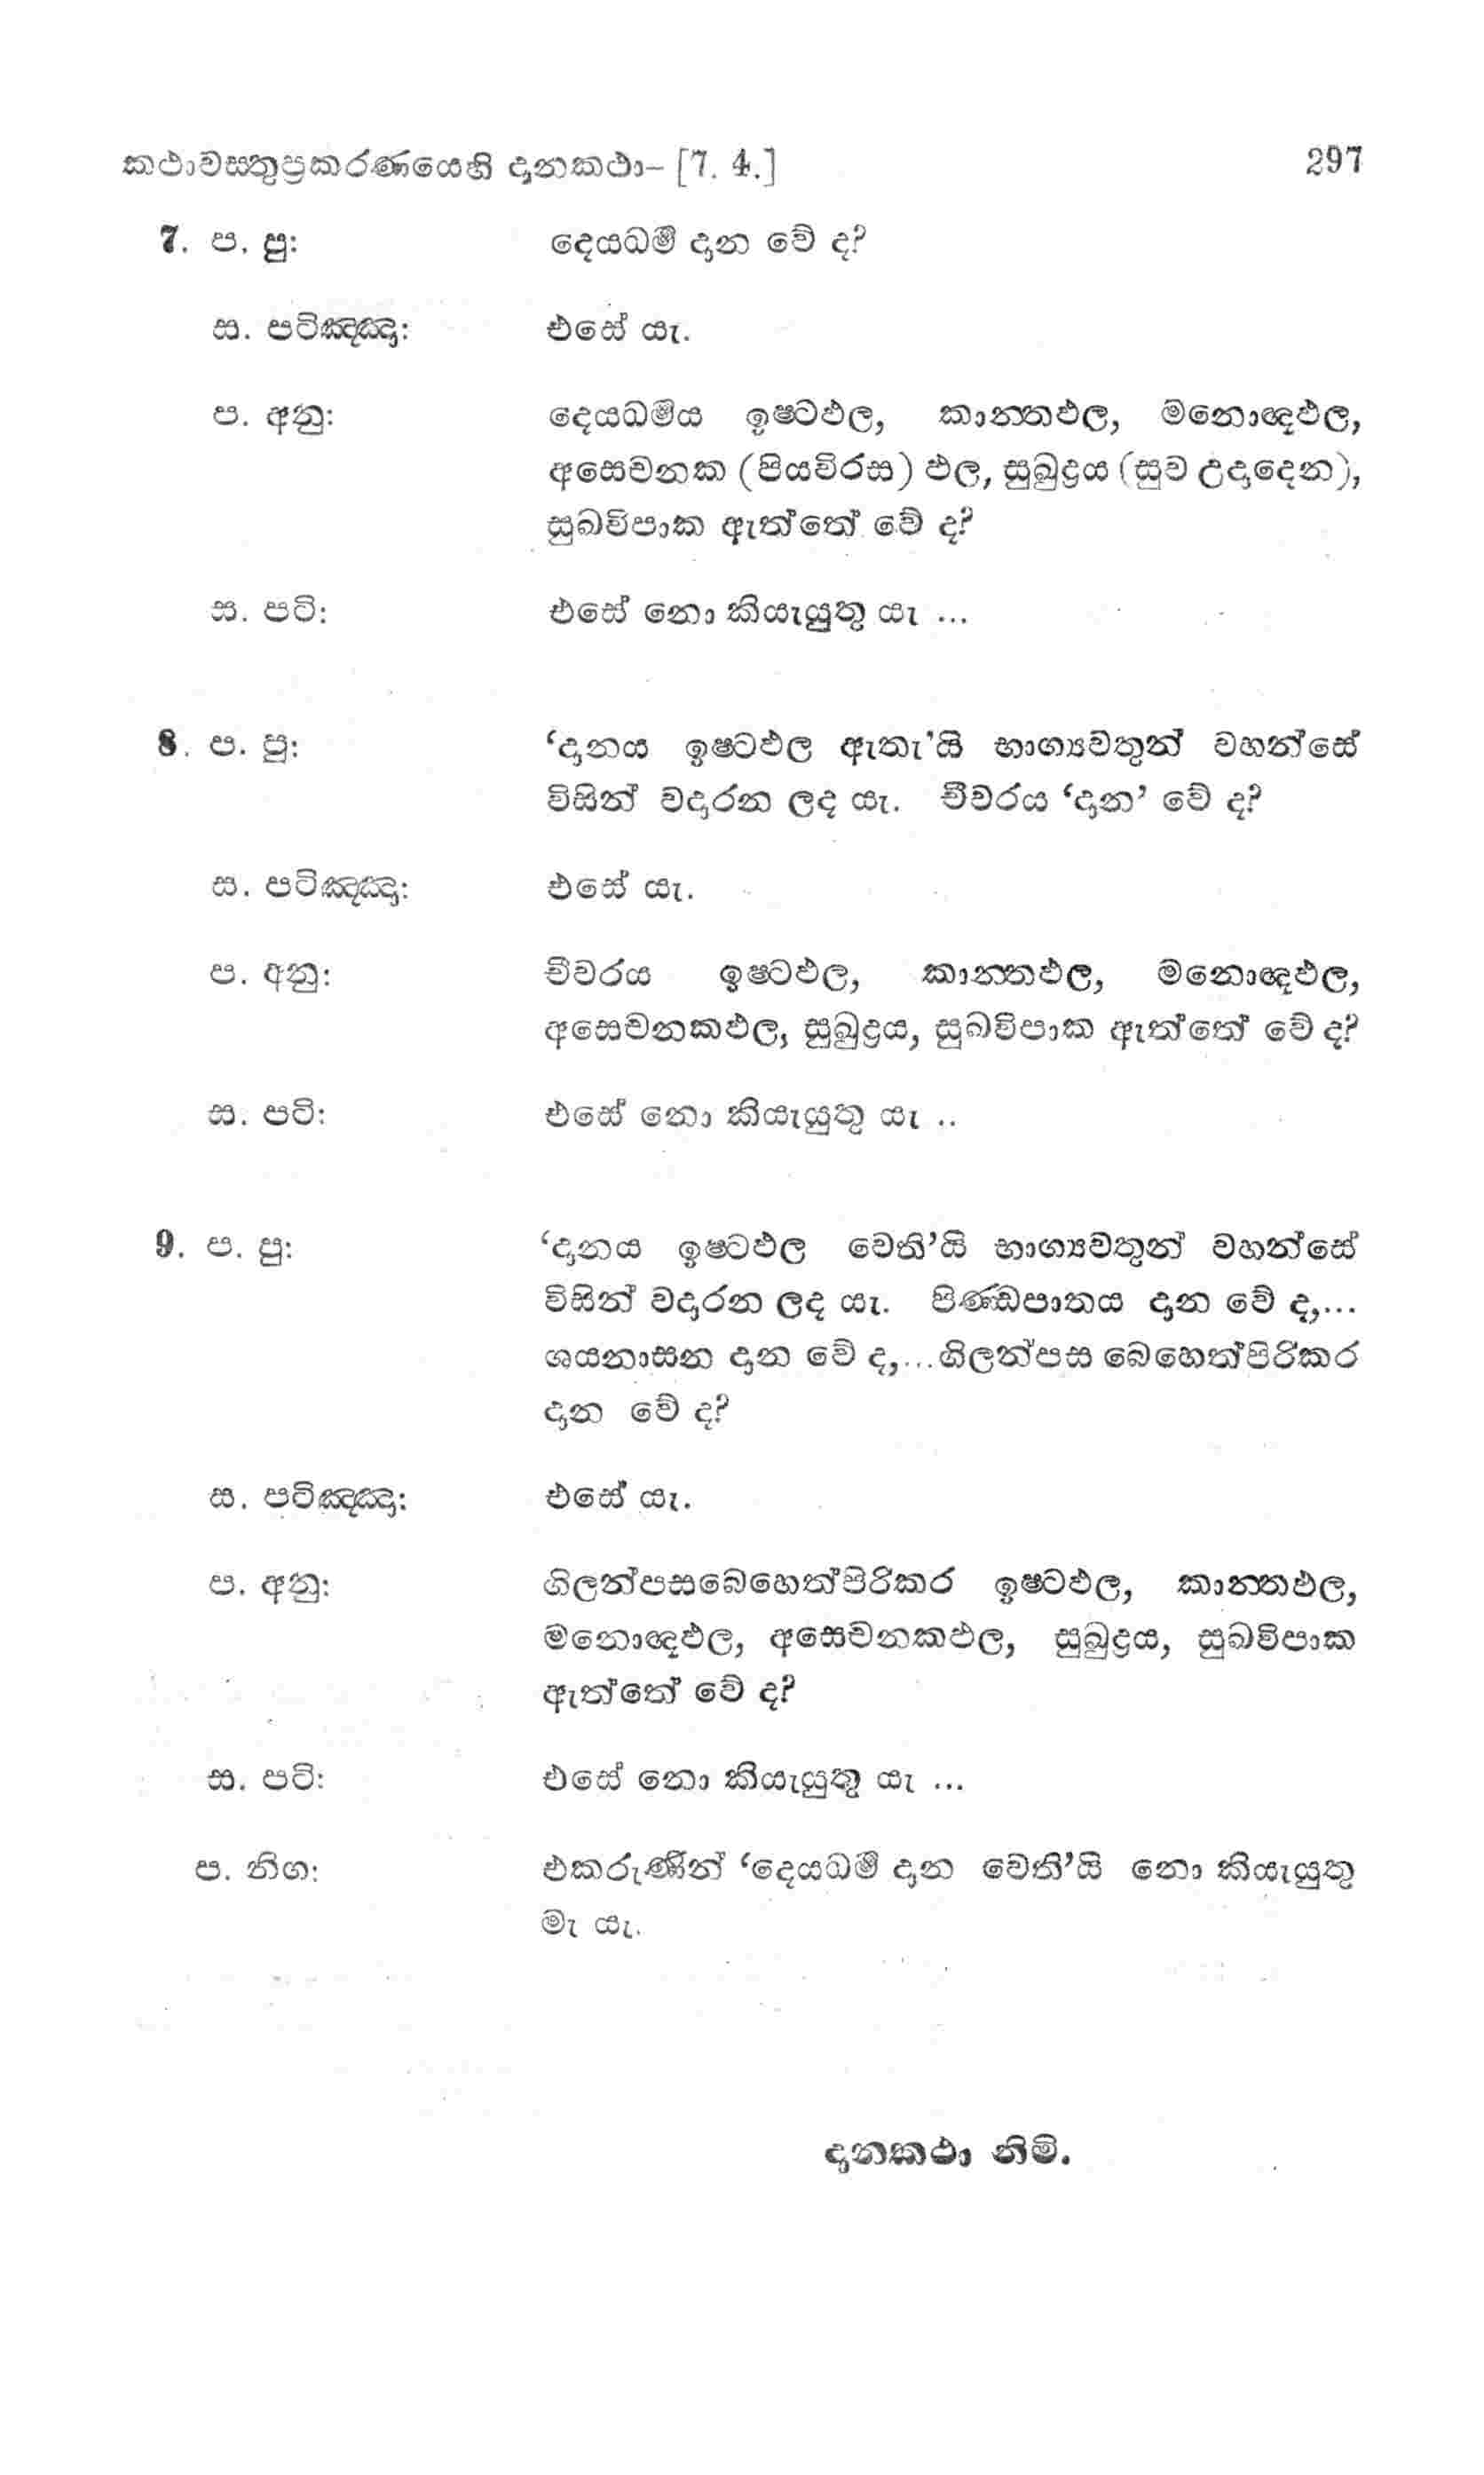 කථාවස්තුප්‍රකරණයෙහි දානකථා– [7. 4.] 297
7. ප. පු: දෙයධර්‍ම දාන වේ ද?
ස. පටිඤ්ඤා: එසේ යැ.
ප. අනු: දෙයධර්‍මය ඉෂ්ටඵල, කාන්තඵල, මනොඥඵල,
අසෙචනක (පියවිරස) ඵල, සුඛුද්‍රය (සුව උදාදෙන),
සුඛවිපාක ඇත්තේ වේ ද?
ස. පටි: එසේ නො කියැයුතු යැ ...
8. ප. පු: ‘දානය ඉෂ්ටඵල ඇතැ’යි භාග්‍යවතුන් වහන්සේ
විසින් වදාරන ලද යැ. චීවරය ‘දාන’ වේ ද?
ස. පටිඤ්ඤා: එසේ යැ.
ප. අනු: චීවරය ඉෂ්ටඵල, කාන්තඵල, මනොඥඵල,
අසෙචනකඵල, සුඛුද්‍රය, සුඛවිපාක ඇත්තේ වේ ද?
ස. පටි: එසේ නො කියැයුතු යැ ..
9. ප. පු: ‘දානය ඉෂ්ටඵල වෙති’යි භාග්‍යවතුන් වහන්සේ
විසින් වදාරන ලද යැ. පිණ්ඩපාතය දාන වේ ද,...
ශයනාසන දාන වේ ද,...ගිලන්පස බෙහෙත්පිරිකර
දාන වේ ද?
ස. පටිඤ්ඤා: එසේ යැ.
ප. අනු: ගිලන්පසබෙහෙත්පිරිකර ඉෂ්ටඵල, කාන්තඵල,
මනොඥඵල, අසෙචනකඵල, සුඛුද්‍රය, සුඛවිපාක
ඇත්තේ වේ ද?
ස. පටි: එසේ නො කියැයුතු යැ ...
ප. නිග: එකරුණින් ‘දෙයධර්‍ම දාන වෙති’යි නො කියැයුතු
මැ යැ.
දානකථා නිමි.